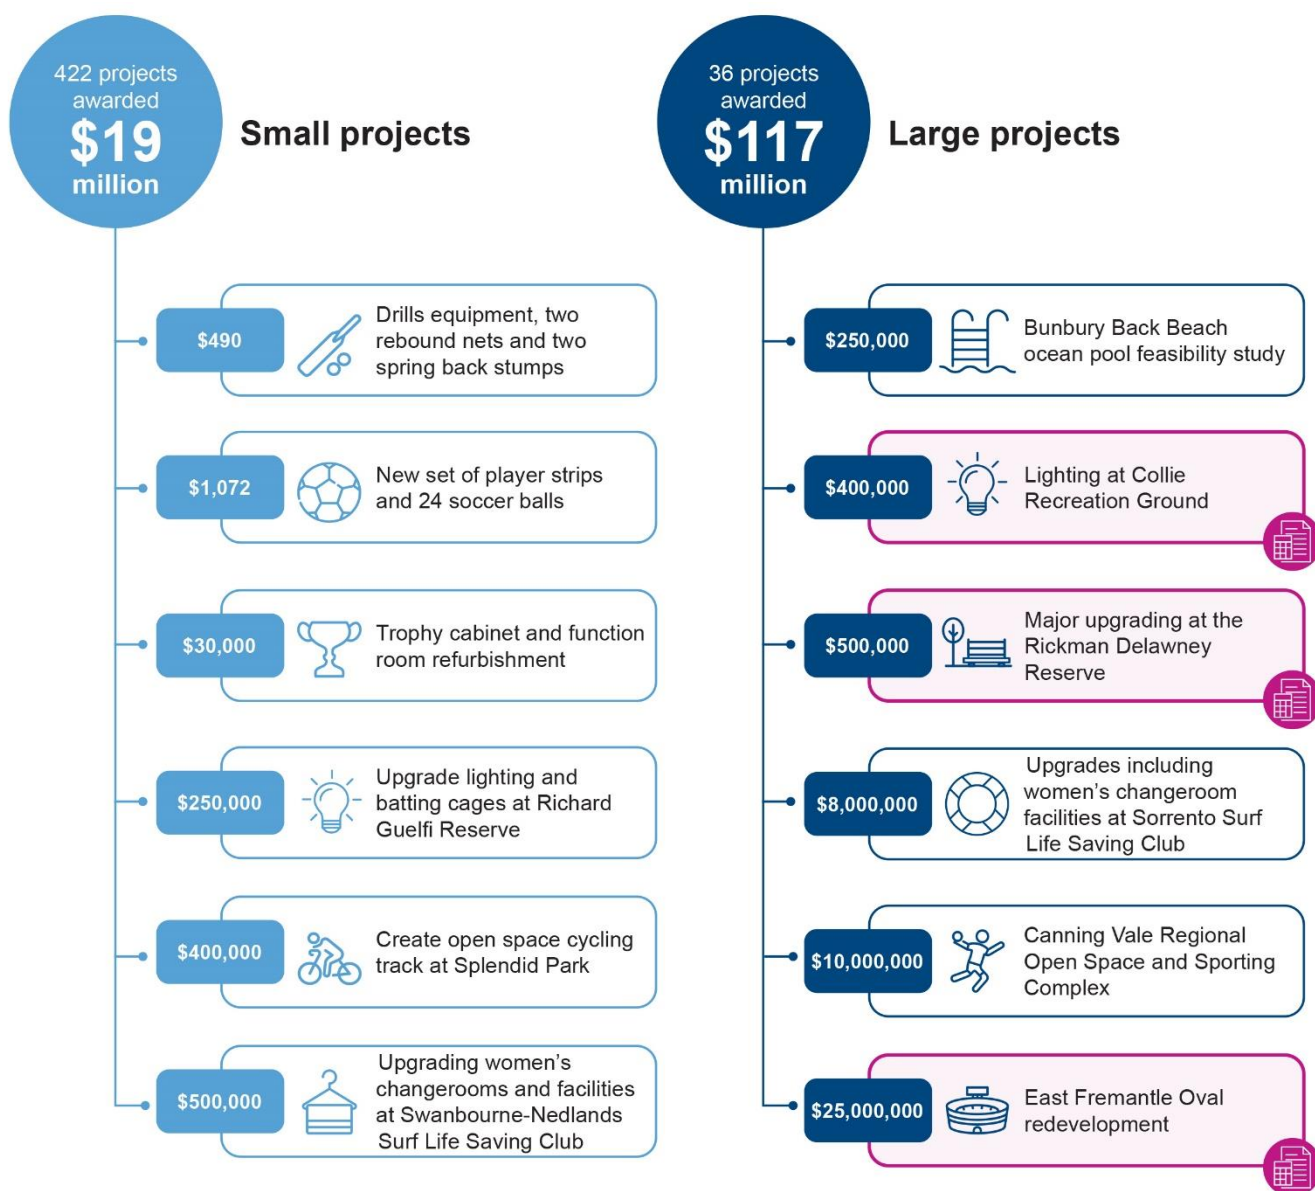 422 projects
awarded
$19
million
Small projects
$490
Drills equipment, two
rebound nets and two
spring back stumps
$1,072
New set of player strips
and 24 soccer balls
$30,000
Trophy cabinet and function
room refurbishment
$250,000
Upgrade lighting and
batting cages at Richard
Guelfi Reserve
$400,000
Create open space cycling
track at Splendid Park
$500,000
Upgrading women's
changerooms and facilities
at Swanbourne-Nedlands
Surf Life Saving Club
36 projects
awarded
$117
million
Large projects
$250,000
Bunbury Back Beach
ocean pool feasibility study
$400,000
Lighting at Collie
Recreation Ground
$500,000
Major upgrading at the
Rickman Delawney
Reserve
$8,000,000
Upgrades including
women's changeroom
facilities at Sorrento Surf
Life Saving Club
$10,000,000
Canning Vale Regional
Open Space and Sporting
Complex
$25,000,000
East Fremantle Oval
redevelopment